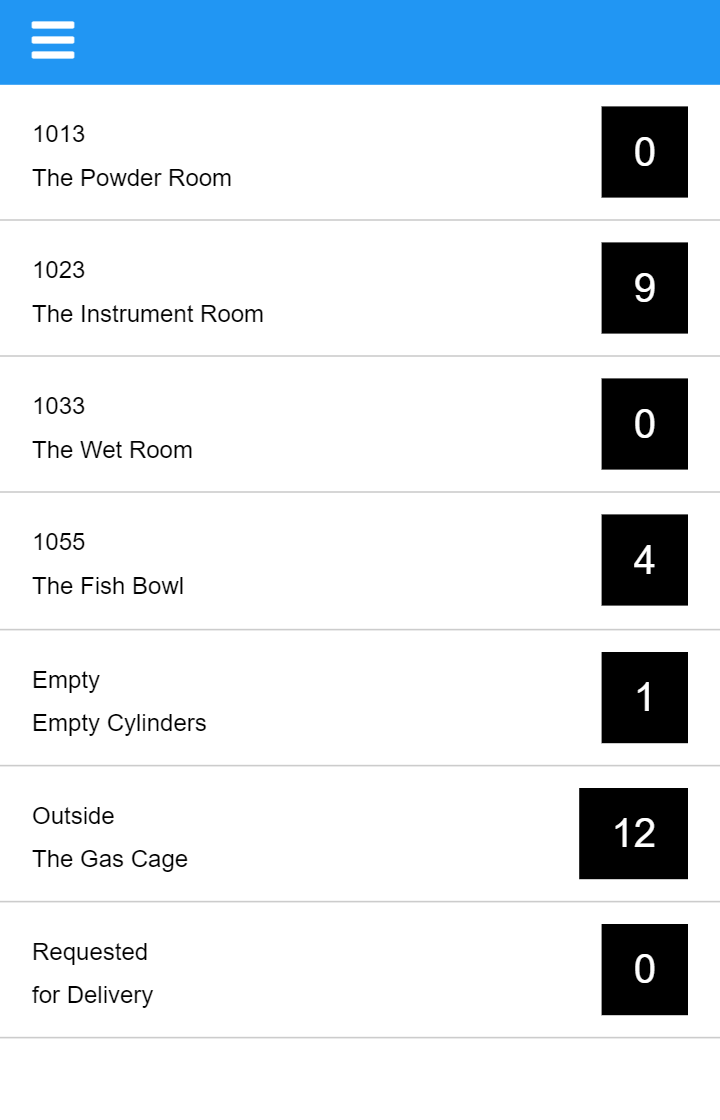 1013
The Powder Room
0
1023
The Instrument Room
9
1033
The Wet Room
0
1055
The Fish Bowl
4
Empty
Empty Cylinders
1
Outside
The Gas Cage
12
Requested
for Delivery
0